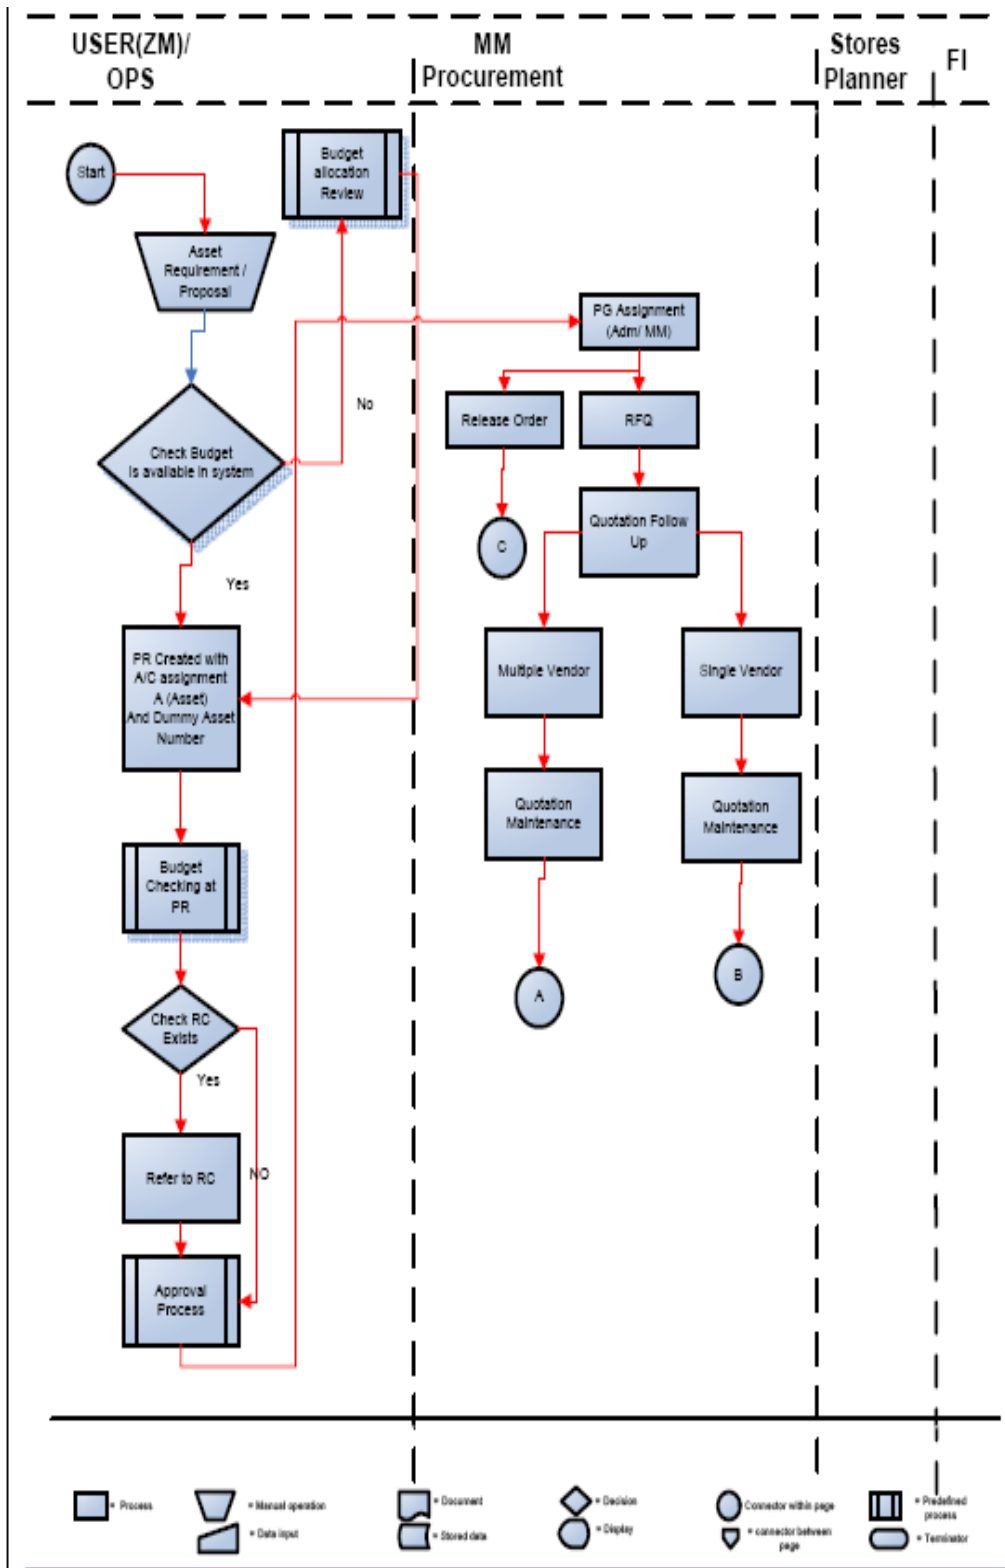 USER(ZM)/
OPS
MM
Procurement
Stores
Planner
FI
Start
Budget
allocation
Review
Asset
Requirement /
Proposal
PG Assignment
(Adm/ MM)
No
Release Order
RFQ
Check Budget
is available in system
Quotation Follow
Up
C
Yes
PR Created with
A/C assignment
A (Asset)
And Dummy Asset
Number
Multiple Vendor
Single Vendor
Quotation
Maintenance
Quotation
Maintenance
Budget
Checking at
PR
A
B
Check RC
Exists
Yes
Refer to RC
NO
Approval
Process
= Process
= Manual operation
= Document
= Decision
Connector within page
= Predefined
process
= Data input
= Stored data
= Display
= connector between
page
= Terminator